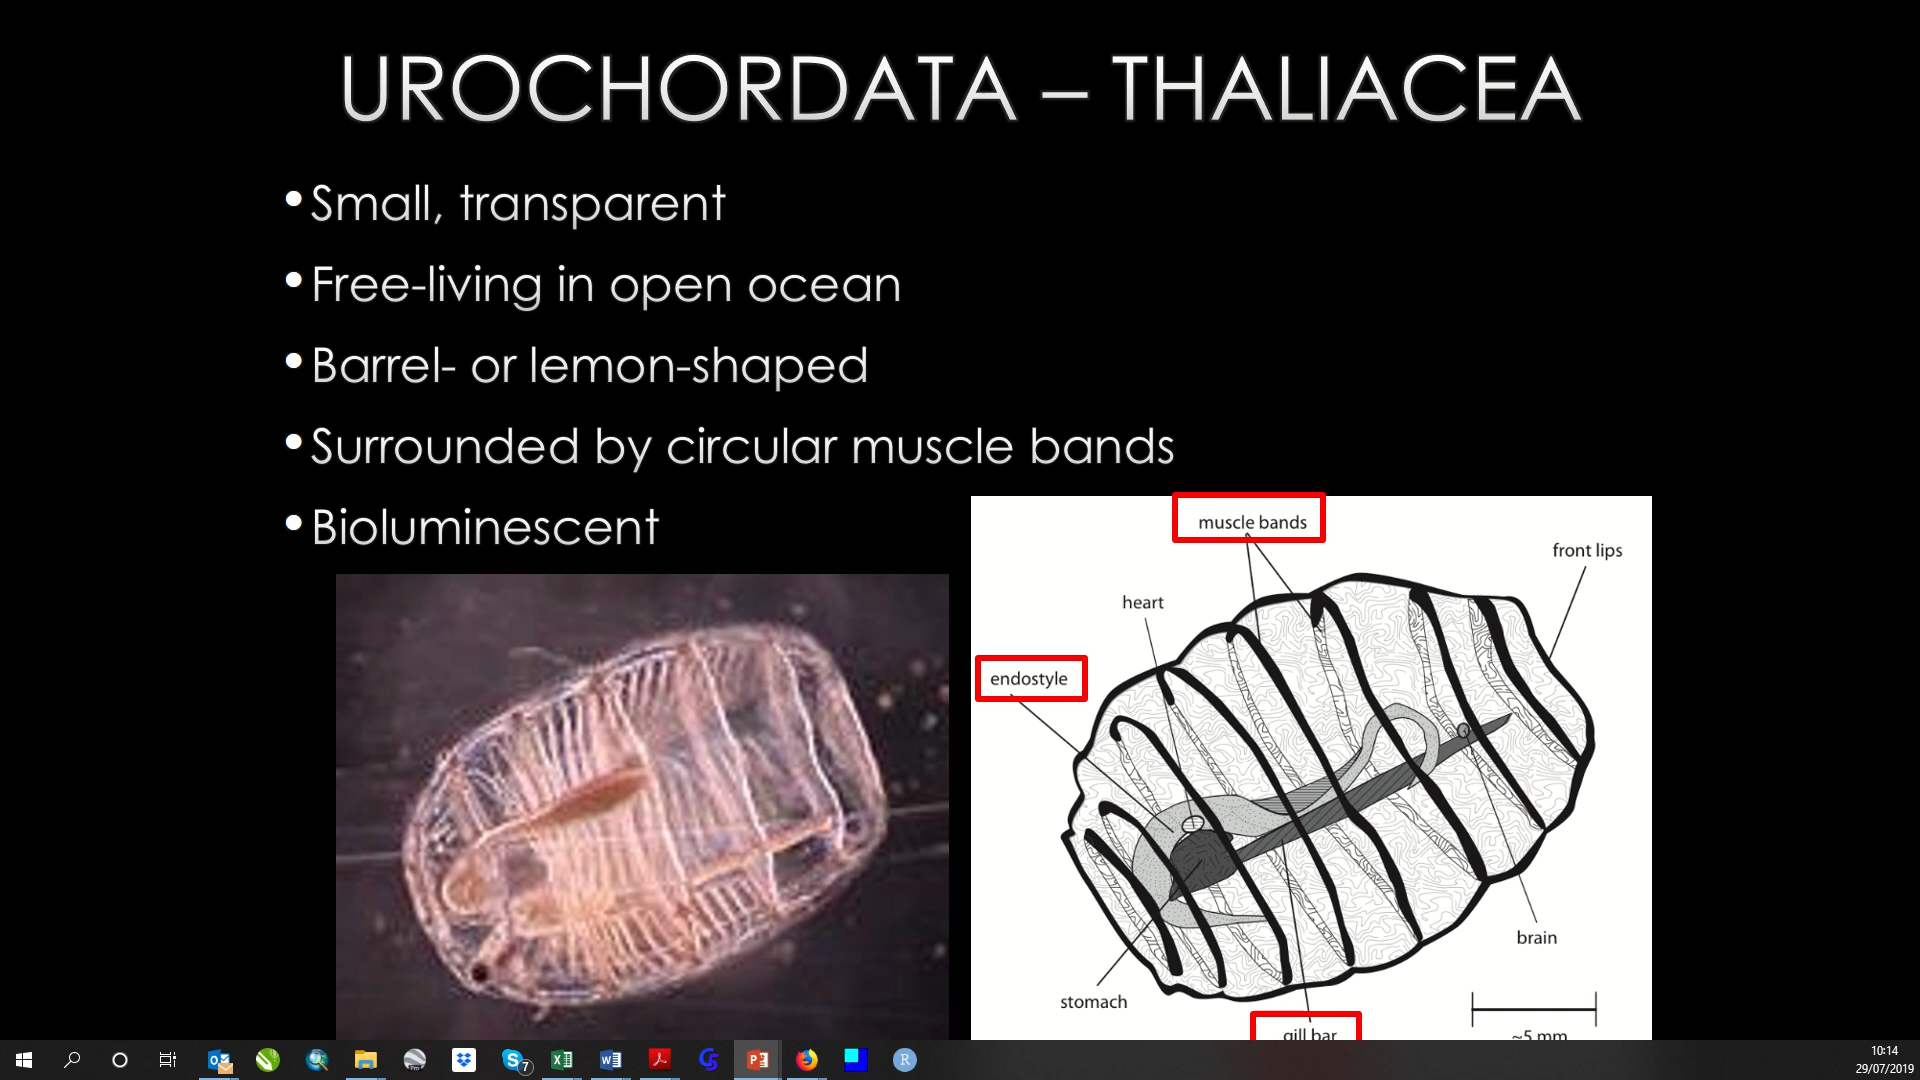 UROCHORDATA – THALIACEA
• Small, transparent
• Free-living in open ocean
• Barrel- or lemon-shaped
• Surrounded by circular muscle bands
• Bioluminescent
muscle bands
front lips
heart
endostyle
brain
stomach
gill bar
~5 mm
7
10:14
29/07/2019